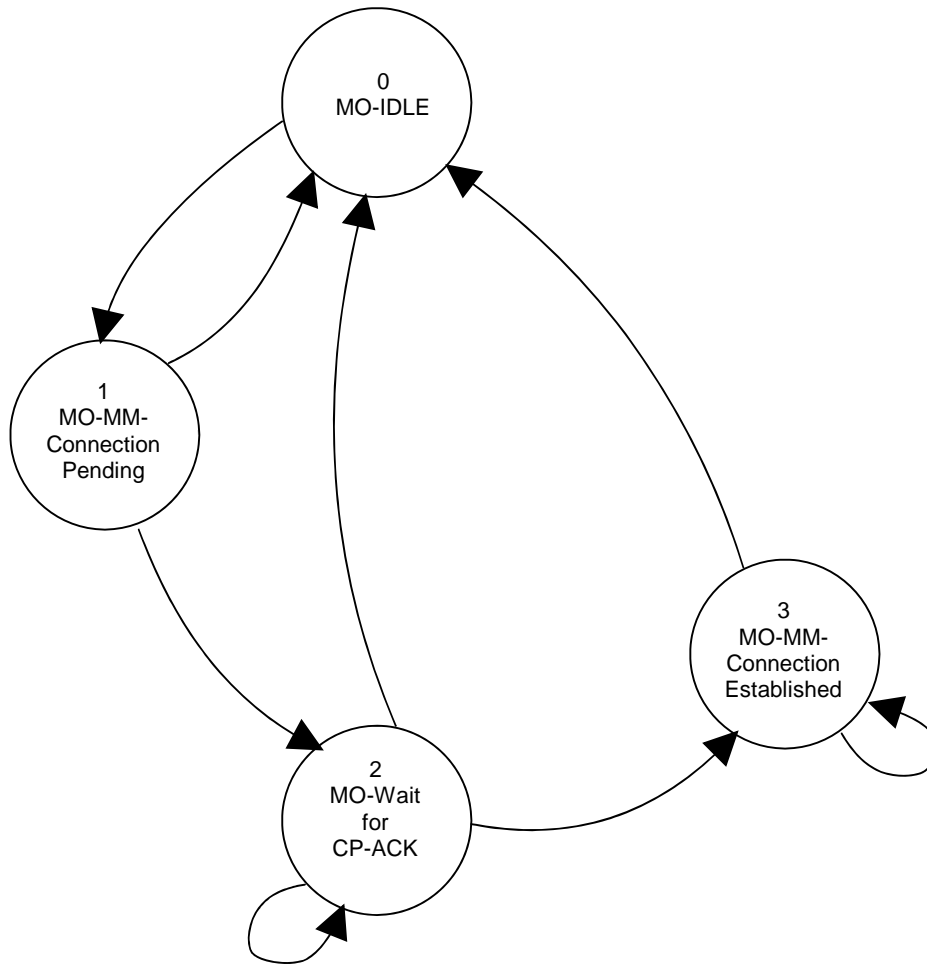 0
MO-IDLE
1
MO-MM-
Connection
Pending
3
MO-MM-
Connection
Established
2
MO-Wait
for
CP-ACK